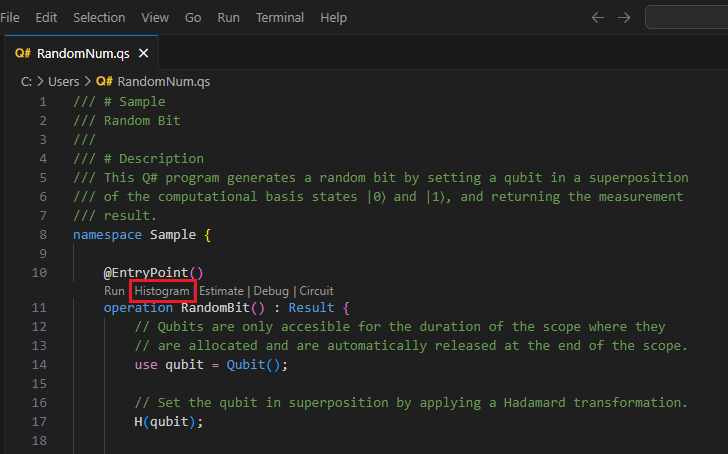 File Edit Selection View Go Run Terminal Help
Q# RandomNum.qs
C: > Users > Q# RandomNum.qs
1 /// # Sample
2 /// Random Bit
3 ///
4 /// # Description
5 /// This Q# program generates a random bit by setting a qubit in a superposition
6 /// of the computational basis states |0⟩ and |1⟩, and returning the measurement
7 /// result.
8 namespace Sample {
9
10 @EntryPoint()
Run | Histogram | Estimate | Debug | Circuit
11 operation RandomBit() : Result {
12 // Qubits are only accesible for the duration of the scope where they
13 // are allocated and are automatically released at the end of the scope.
14 use qubit = Qubit();
15
16 // Set the qubit in superposition by applying a Hadamard transformation.
17 H(qubit);
18